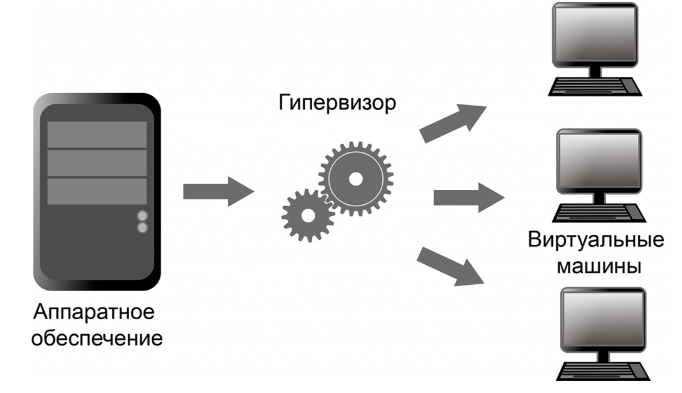 Гипервизор
Виртуальные
машины
Аппаратное
обеспечение